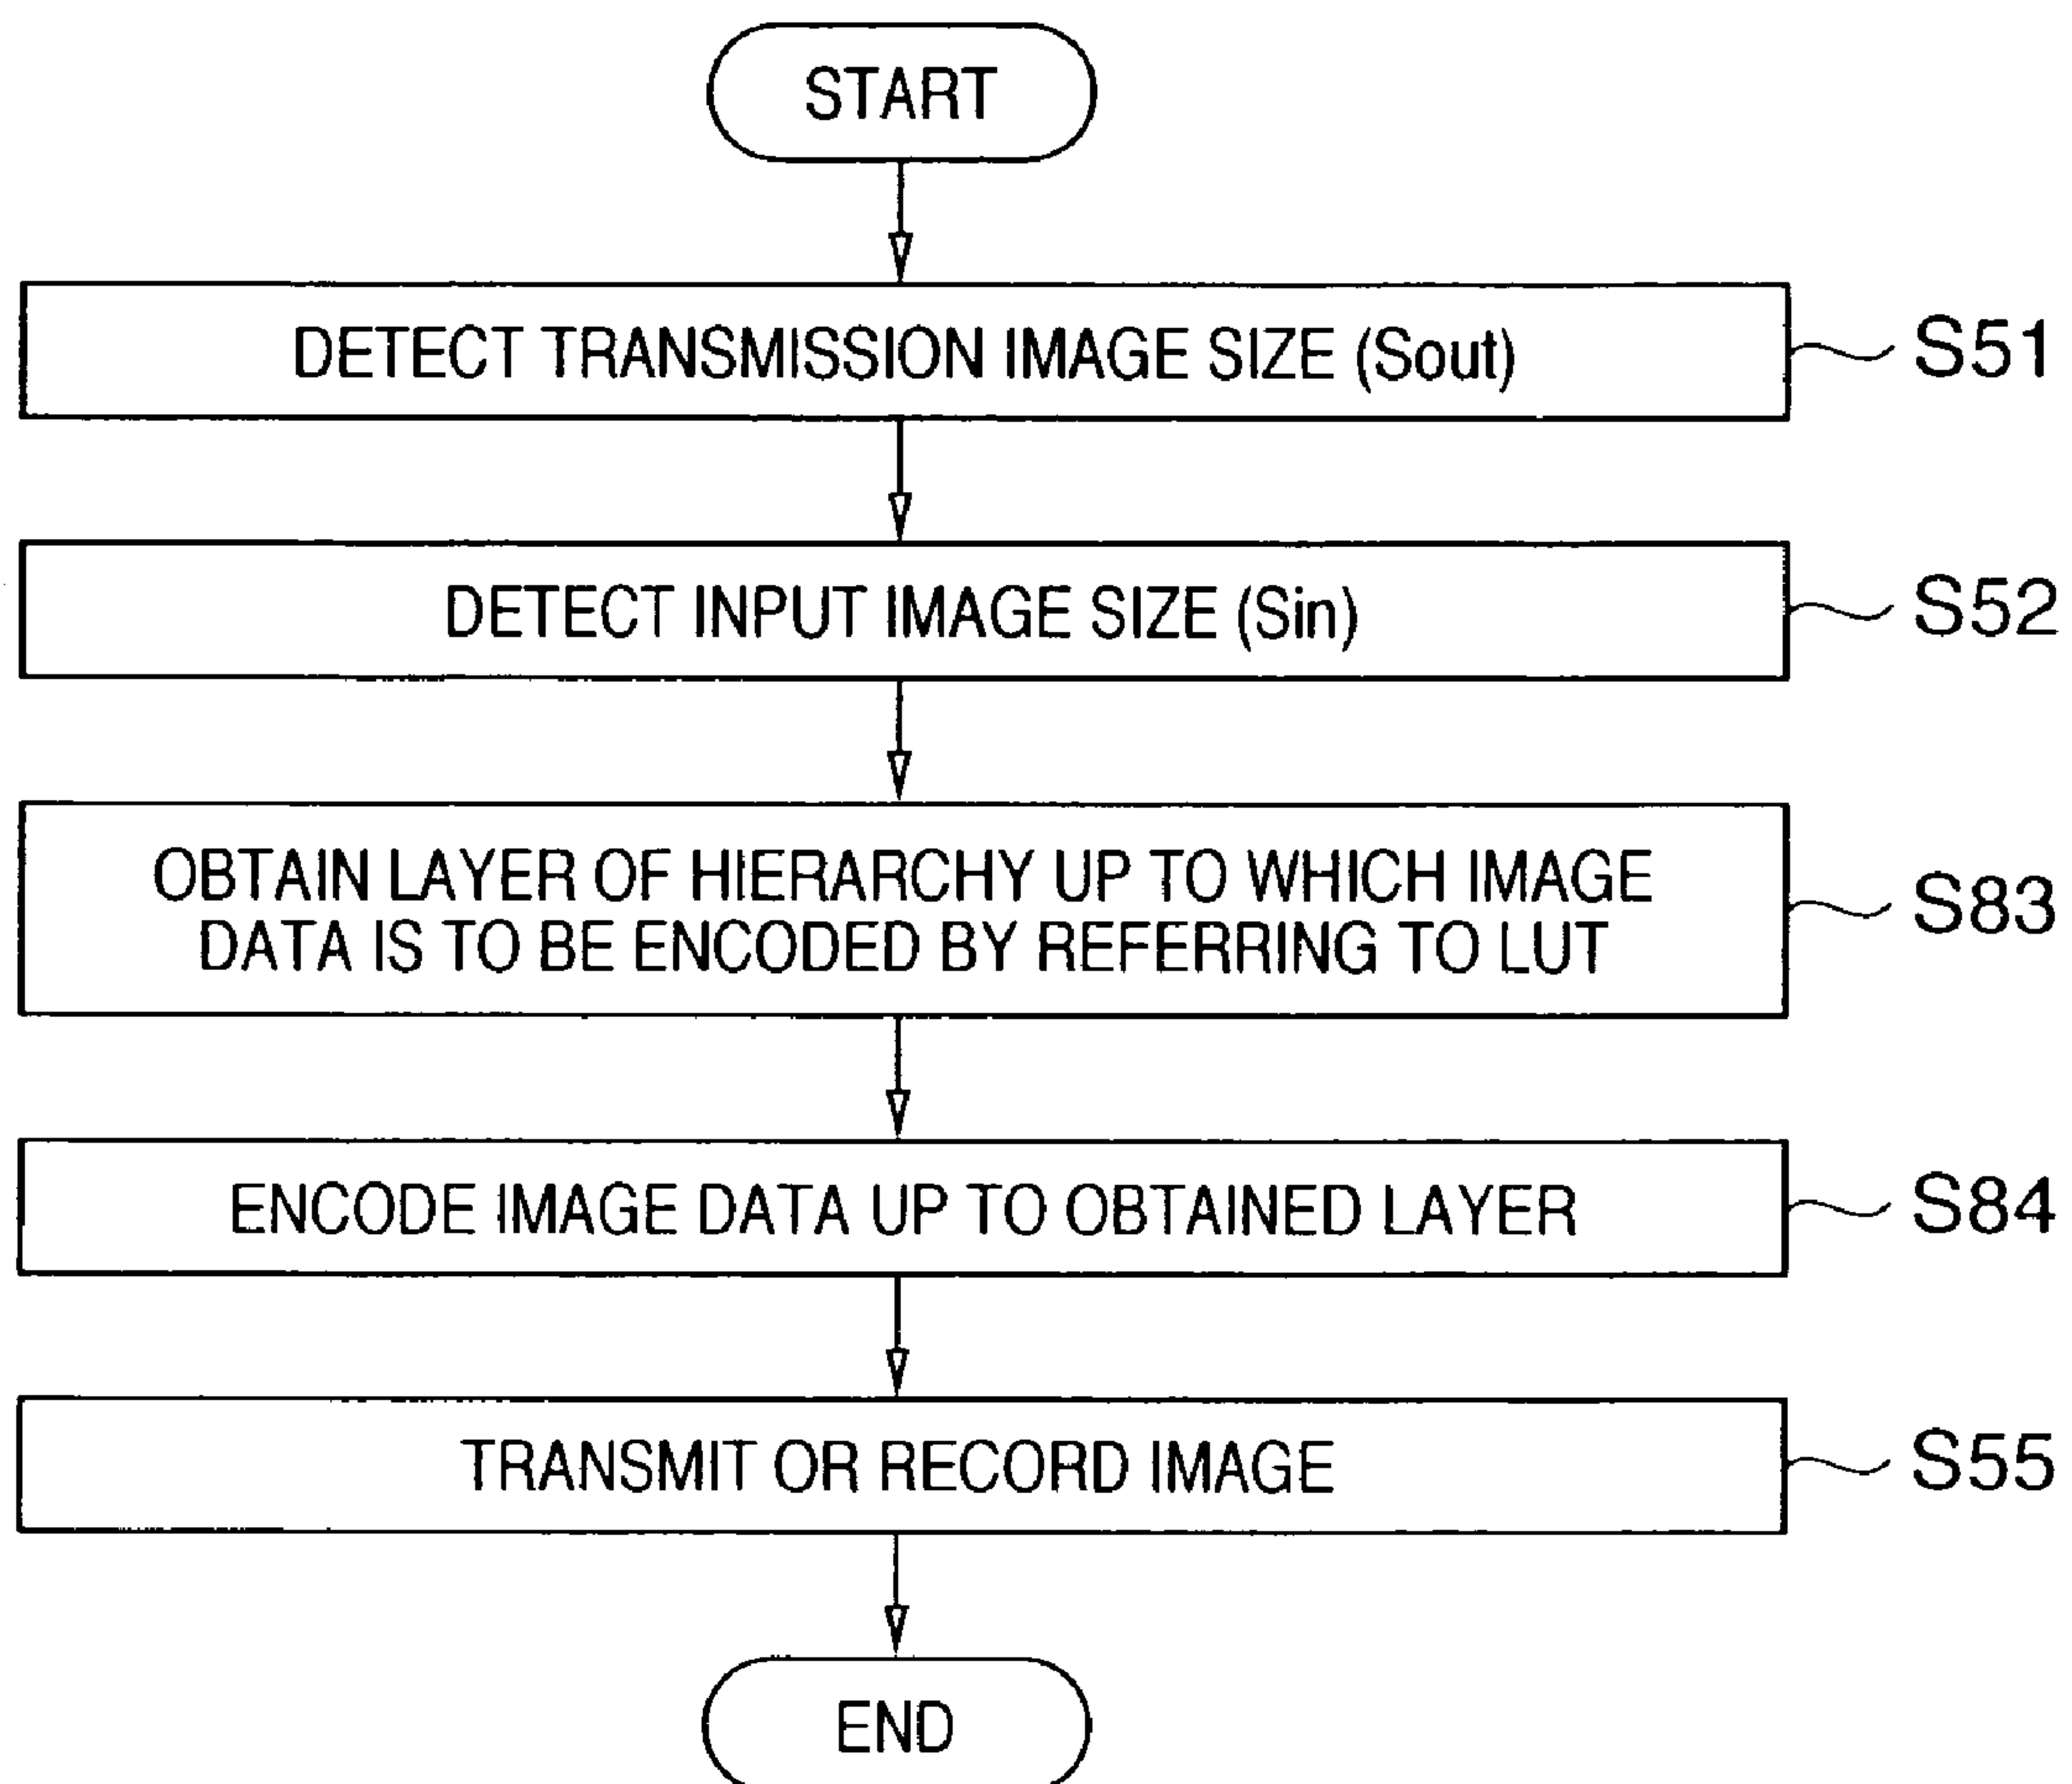 START
DETECT TRANSMISSION IMAGE SIZE (Sout)
S51
DETECT INPUT IMAGE SIZE (Sin)
S52
OBTAIN LAYER OF HIERARCHY UP TO WHICH IMAGE
DATA IS TO BE ENCODED BY REFERRING TO LUT
S83
ENCODE IMAGE DATA UP TO OBTAINED LAYER
S84
TRANSMIT OR RECORD IMAGE
S55
END